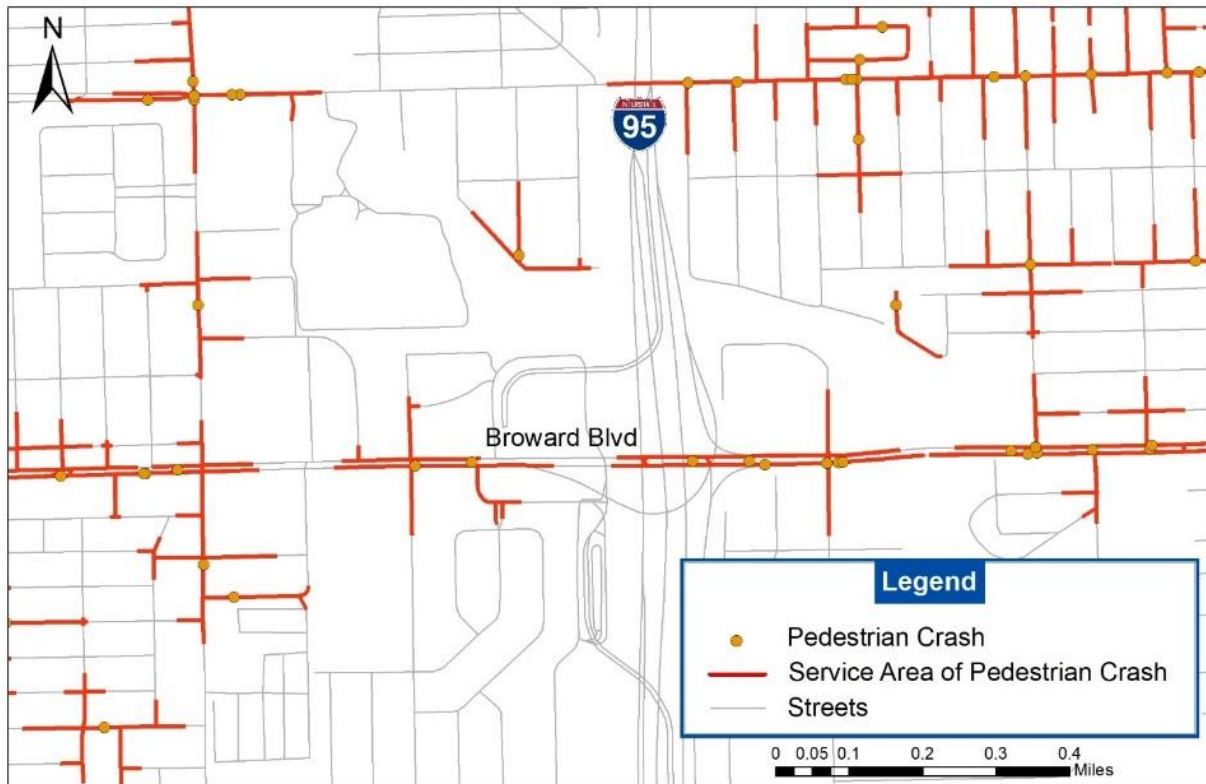 N
INTERSTATE
95
Broward Blvd
Legend
Pedestrian Crash
Service Area of Pedestrian Crash
Streets
0 0.05 0.1 0.2 0.3 0.4
Miles